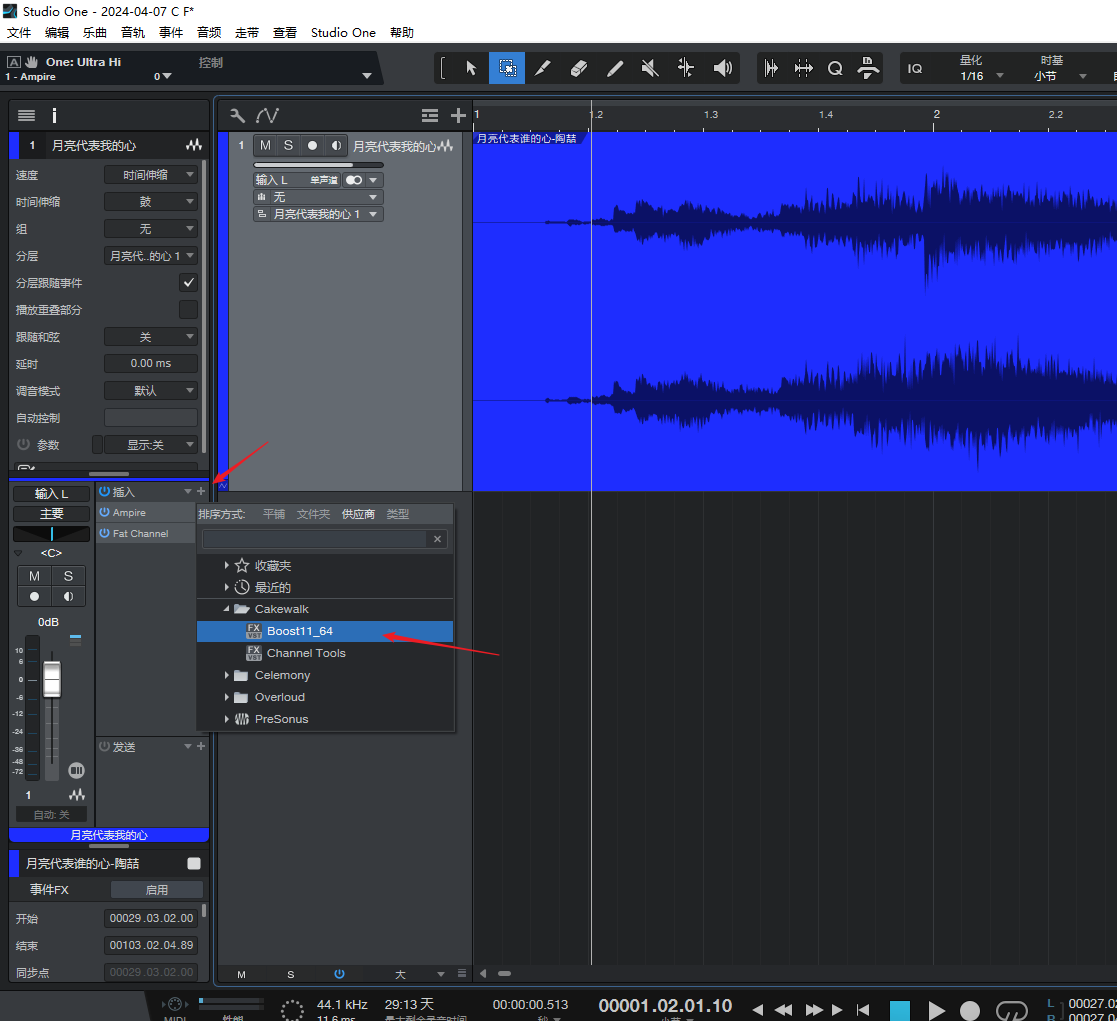 Studio One - 2024-04-07 C F*
文件 编辑 乐曲 音轨 事件 音频 走带 查看 Studio One 帮助
One: Ultra Hi 控制
1 - Ampire 0
IQ 量化 时基
1/16 小节
1 月亮代表我的心
速度 时间伸缩
时间伸缩 鼓
组 无
分层 月亮代..的心 1
分层跟随事件
播放重叠部分
跟随和弦 关
延时 0.00 ms
调音模式 默认
自动控制
参数 显示:关
输入 L
主要
<C>
M S
0dB
10
6
0
-6
-12
-24
-36
-48
-72
1
自动: 关
月亮代表我的心
插入
Ampire
Fat Channel
发送
1 M S 月亮代表我的心
输入 L 单声道
无
月亮代表我的心 1
1 1.2 1.3 1.4 2 2.2
月亮代表谁的心-陶喆
排序方式: 平铺 文件夹 供应商 类型
收藏夹
最近的
Cakewalk
FX VST Boost11_64
FX VST Channel Tools
Celemony
Overloud
PreSonus
月亮代表谁的心-陶喆
事件FX 启用
开始 00029.03.02.00
结束 00103.02.04.89
同步点 00029.03.02.00
M S 大
MIDI 性能
44.1 kHz 29:13 天 00:00:00.513 00001.02.01.10 L 00027.0
11.6 ms 最大剩余录音时间 秒 小节 R 00027.0